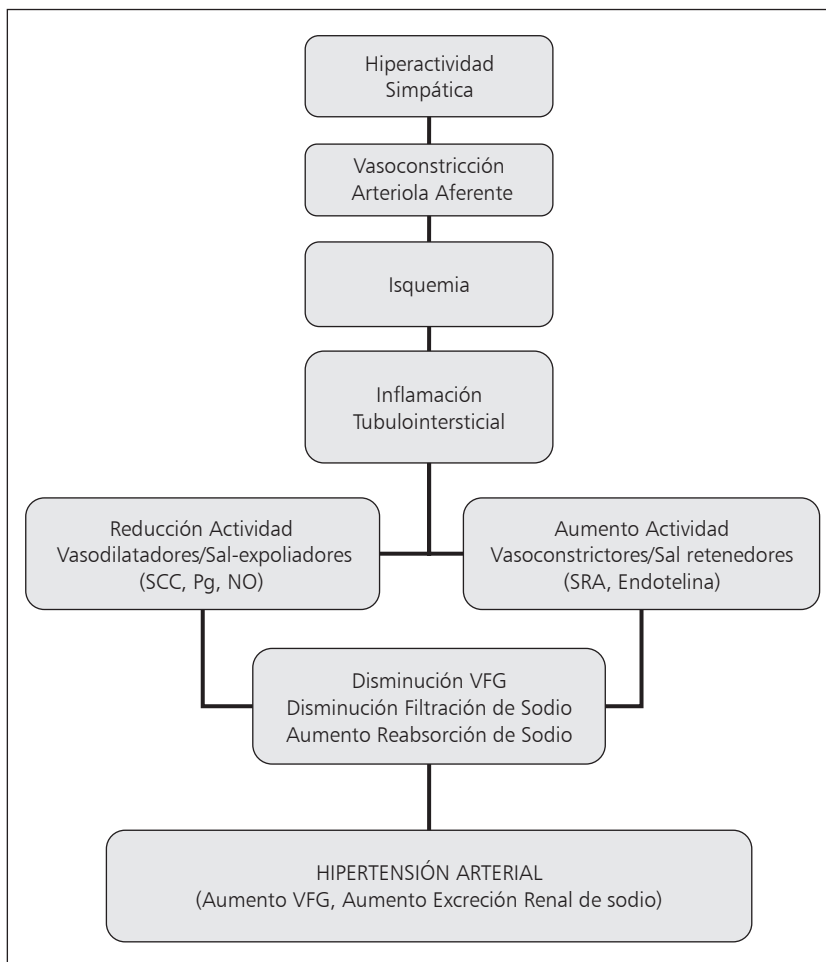 Hiperactividad
Simpática
Vasoconstricción
Arteriola Aferente
Isquemia
Inflamación
Tubulointersticial
Reducción Actividad
Vasodilatadores/Sal-expoliadores
(SCC, Pg, NO)
Aumento Actividad
Vasoconstrictores/Sal retenedores
(SRA, Endotelina)
Disminución VFG
Disminución Filtración de Sodio
Aumento Reabsorción de Sodio
HIPERTENSIÓN ARTERIAL
(Aumento VFG, Aumento Excreción Renal de sodio)